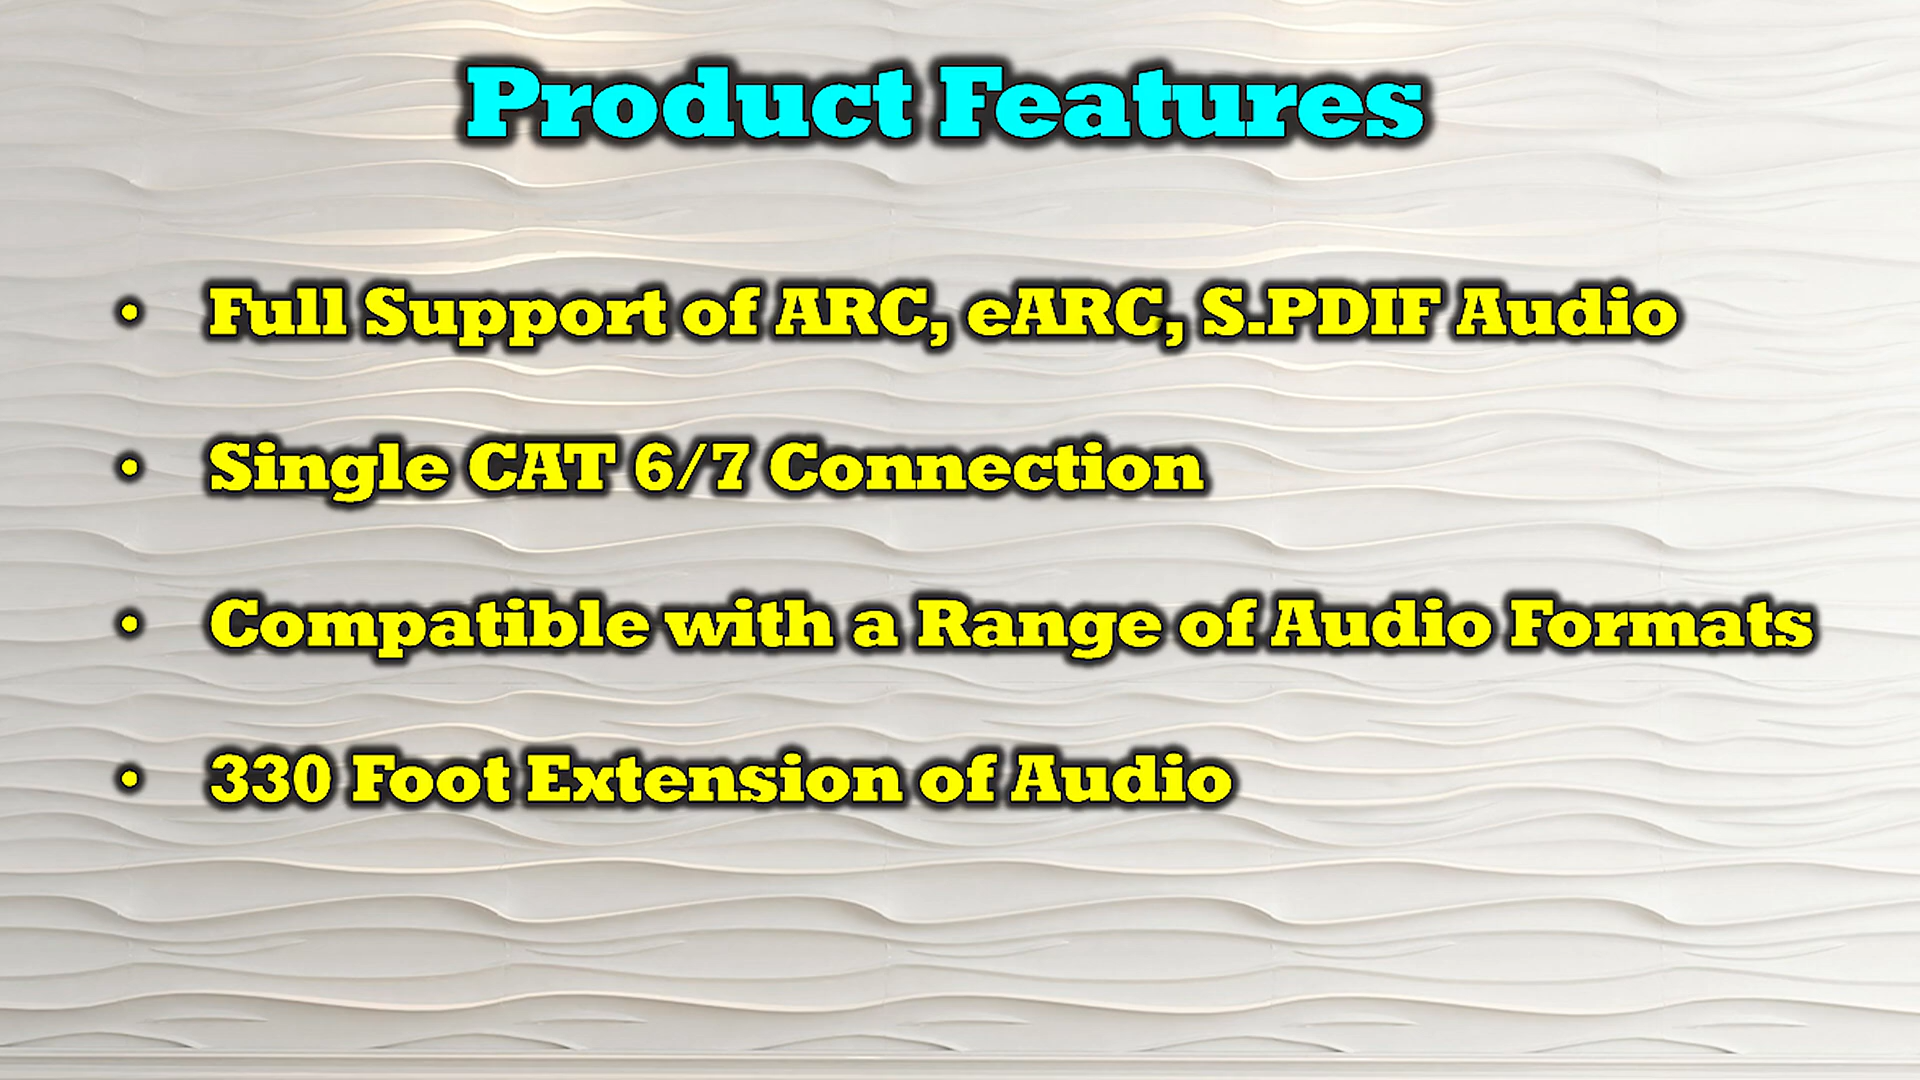 Product Features
• Full Support of ARC, eARC, S.PDIF Audio
• Single CAT 6/7 Connection
• Compatible with a Range of Audio Formats
• 330 Foot Extension of Audio